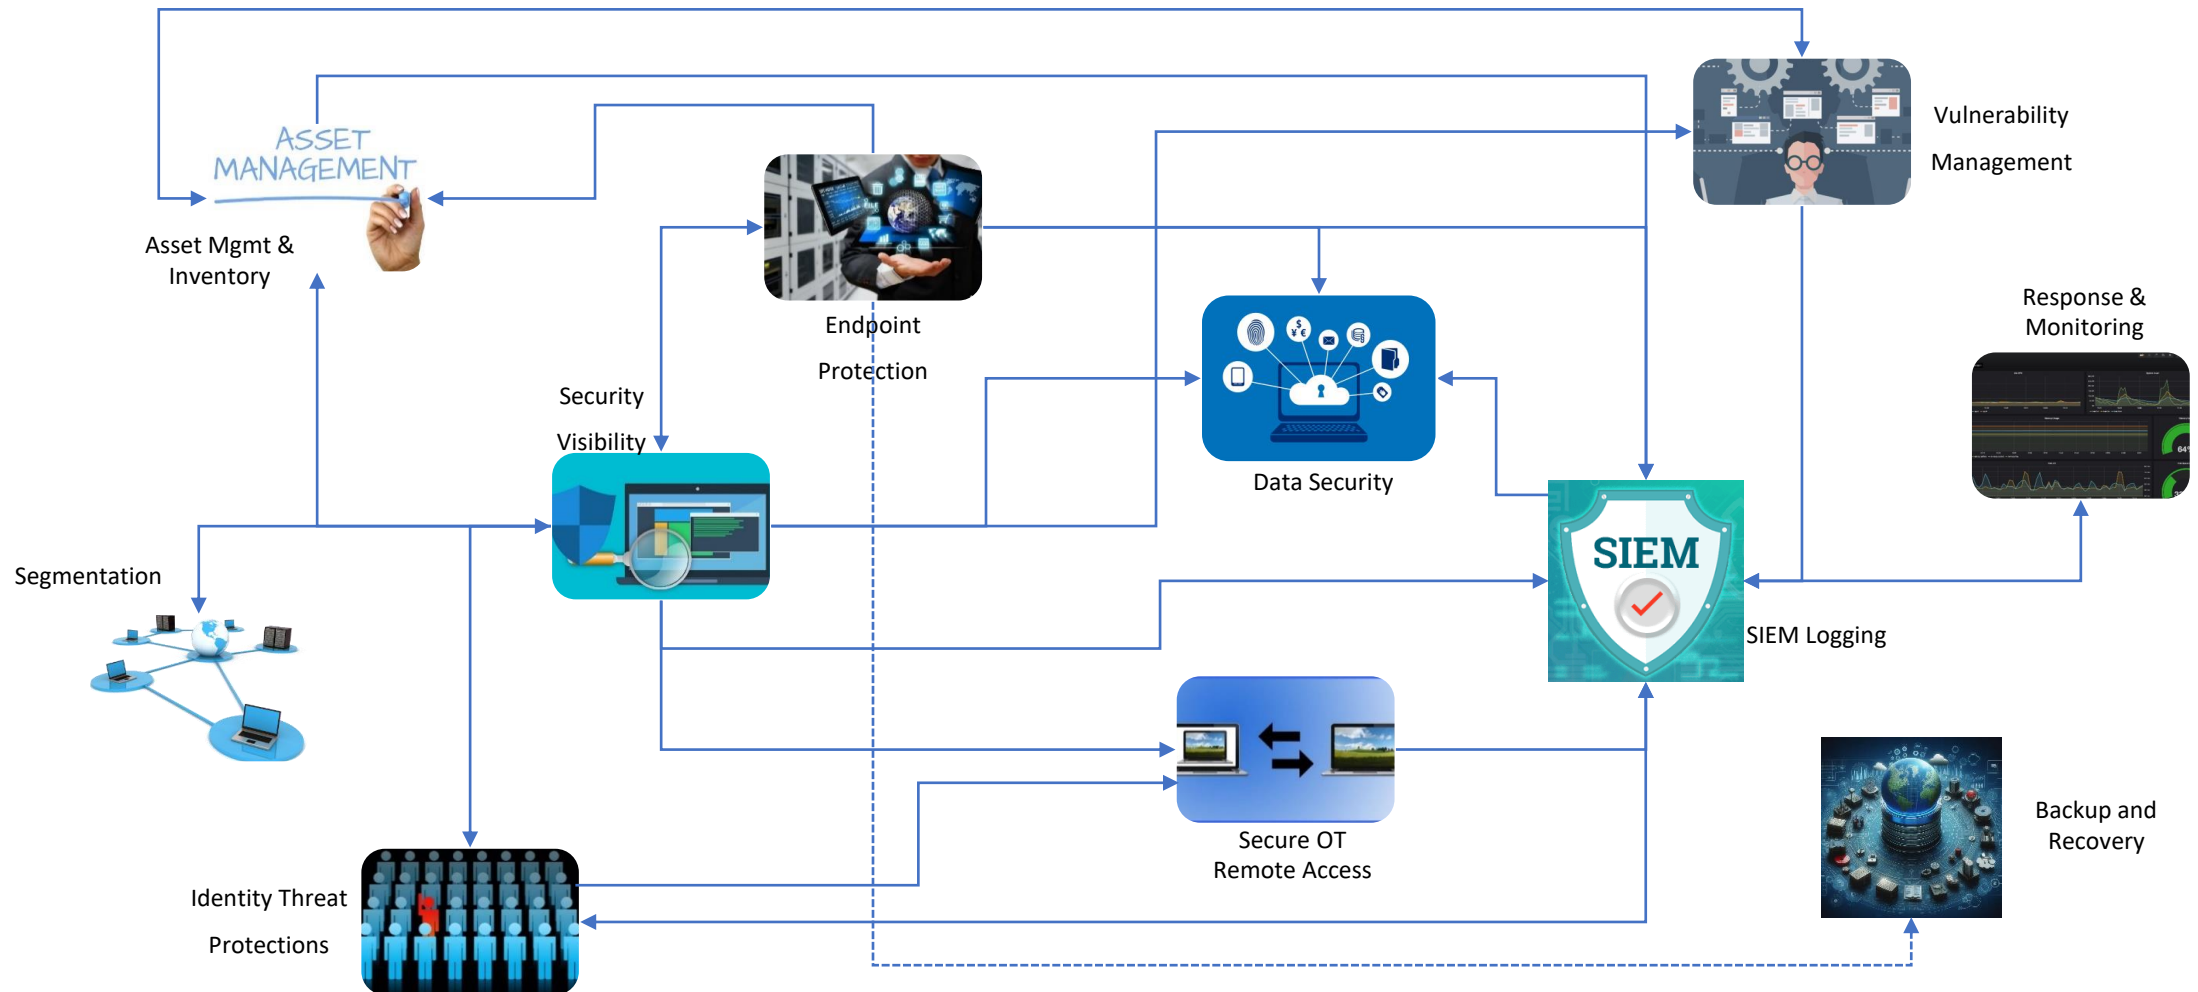 ASSET
MANAGEMENT
Asset Mgmt &
Inventory
Vulnerability
Management
Endpoint
Protection
Response &
Monitoring
Security
Visibility
Data Security
SIEM
SIEM Logging
Segmentation
Secure OT
Remote Access
Backup and
Recovery
Identity Threat
Protections
$
¥ €
64%